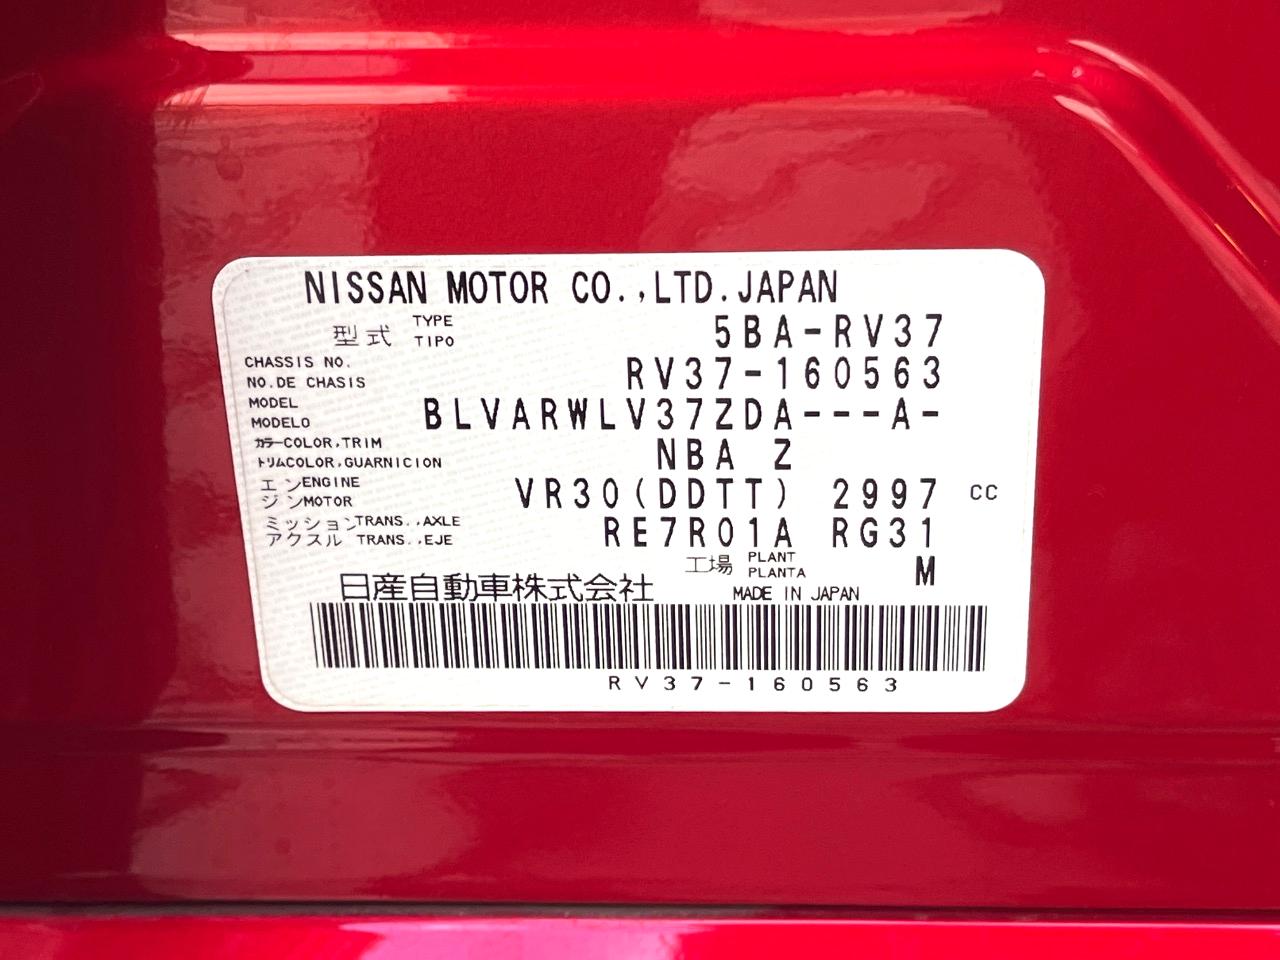 NISSAN MOTOR CO.,LTD.JAPAN
型式 TYPE TIPO 5BA-RV37
CHASSIS NO.
NO.DE CHASIS RV37-160563
MODEL
MODELO BLVARWLV37ZDA---A-
カラーCOLOR,TRIM
トリムCOLOR,GUARNICION NBA Z
エンENGINE
ジンMOTOR VR30(DDTT) 2997 CC
ミッションTRANS.,AXLE
アクスル TRANS.,EJE RE7R01A RG31
工場 PLANT PLANTA M
日産自動車株式会社 MADE IN JAPAN
RV37-160563